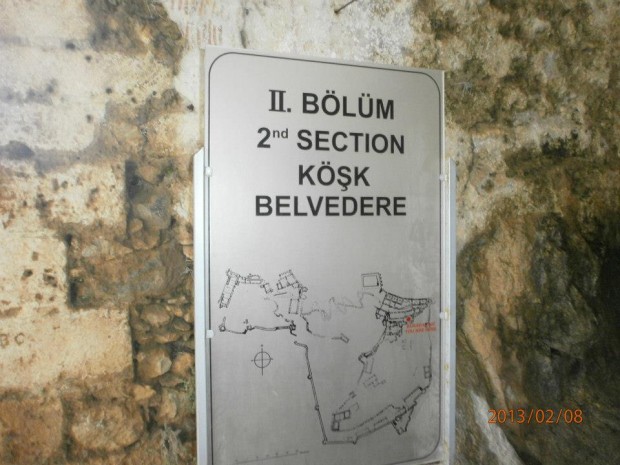 II. BÖLÜM
2nd SECTION
KÖŞK
BELVEDERE
2013/02/08